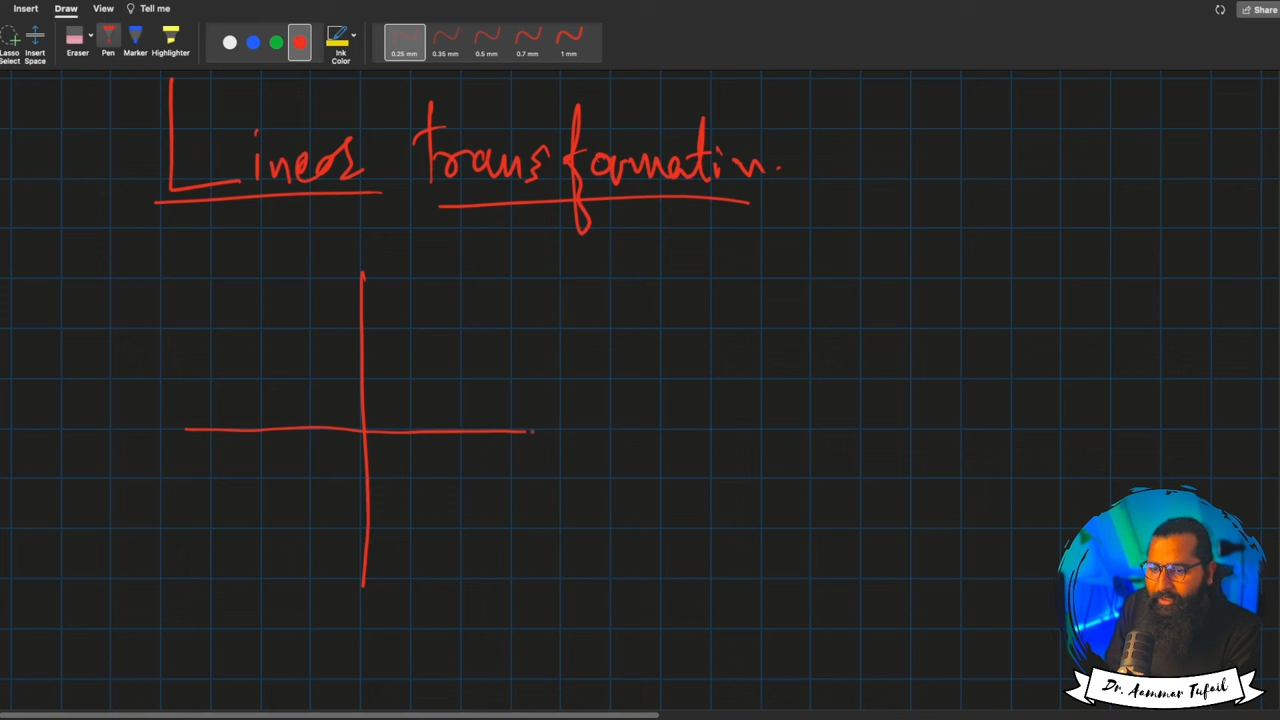 Insert Draw View Tell me
Share
Lasso Select
Insert Space
Eraser
Pen
Marker
Highlighter
Ink Color
0.25 mm
0.35 mm
0.5 mm
0.7 mm
1 mm
Linear transformatin.
Dr. Aammar Tufail